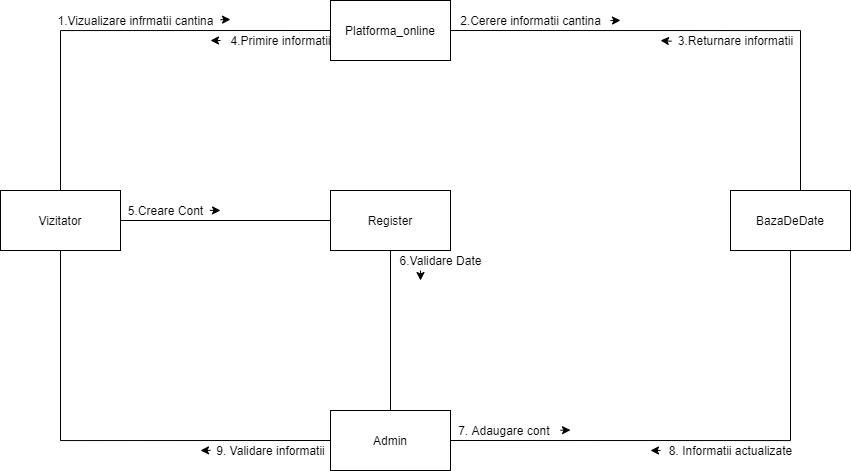 1.Vizualizare infrmatii cantina
2.Cerere informatii cantina
Platforma_online
4.Primire informatii
3.Returnare informatii
5.Creare Cont
Vizitator
Register
BazaDeDate
6.Validare Date
7. Adaugare cont
Admin
9. Validare informatii
8. Informatii actualizate